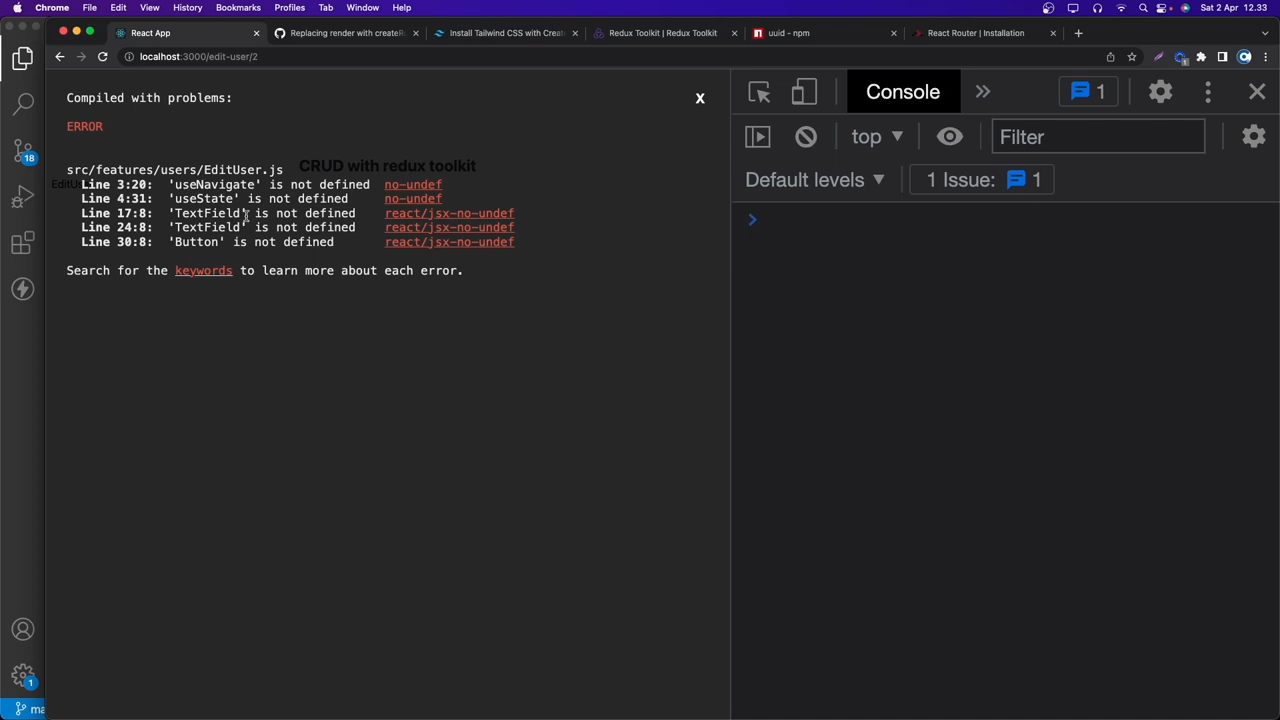 Chrome File Edit View History Bookmarks Profiles Tab Window Help Sat 2 Apr 12.33
React App Replacing render with createR Install Tailwind CSS with Create Redux Toolkit | Redux Toolkit uuid - npm React Router | Installation
localhost:3000/edit-user/2
Compiled with problems: X
ERROR
CRUD with redux toolkit
src/features/users/EditUser.js
EditUs
Line 3:20: 'useNavigate' is not defined no-undef
Line 4:31: 'useState' is not defined no-undef
Line 17:8: 'TextField' is not defined react/jsx-no-undef
Line 24:8: 'TextField' is not defined react/jsx-no-undef
Line 30:8: 'Button' is not defined react/jsx-no-undef
Search for the keywords to learn more about each error.
Console 1
top Filter
Default levels 1 Issue: 1
18
1
ma